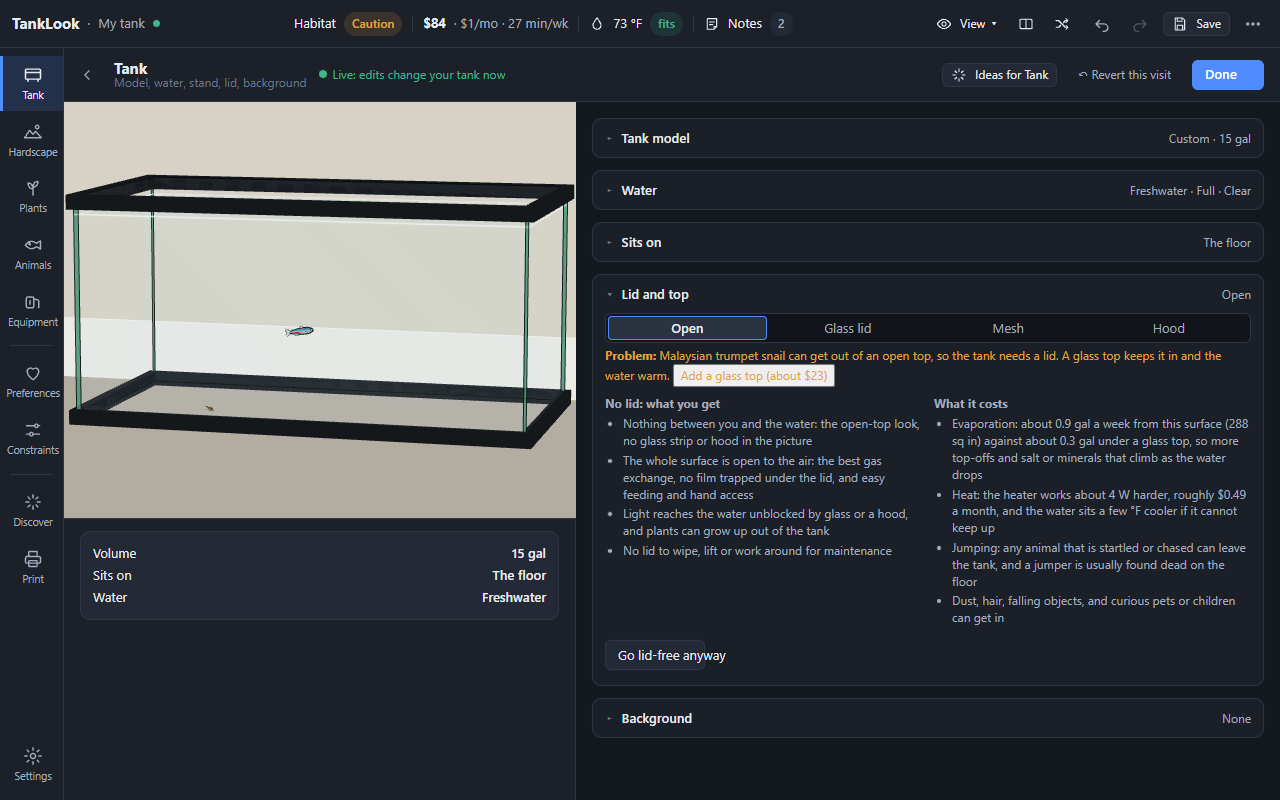 TankLook · My tank
Habitat Caution $84 · $1/mo · 27 min/wk 73 °F fits Notes 2
View Save
Tank
Hardscape
Plants
Animals
Equipment
Preferences
Constraints
Discover
Print
Settings
Tank
Model, water, stand, lid, background
Live: edits change your tank now
Ideas for Tank
Revert this visit
Done
Volume 15 gal
Sits on The floor
Water Freshwater
Tank model Custom · 15 gal
Water Freshwater · Full · Clear
Sits on The floor
Lid and top Open
Open Glass lid Mesh Hood
Problem: Malaysian trumpet snail can get out of an open top, so the tank needs a lid. A glass top keeps it in and the
water warm. Add a glass top (about $23)
No lid: what you get
• Nothing between you and the water: the open-top look,
no glass strip or hood in the picture
• The whole surface is open to the air: the best gas
exchange, no film trapped under the lid, and easy
feeding and hand access
• Light reaches the water unblocked by glass or a hood,
and plants can grow up out of the tank
• No lid to wipe, lift or work around for maintenance
What it costs
• Evaporation: about 0.9 gal a week from this surface (288
sq in) against about 0.3 gal under a glass top, so more
top-offs and salt or minerals that climb as the water
drops
• Heat: the heater works about 4 W harder, roughly $0.49
a month, and the water sits a few °F cooler if it cannot
keep up
• Jumping: any animal that is startled or chased can leave
the tank, and a jumper is usually found dead on the
floor
• Dust, hair, falling objects, and curious pets or children
can get in
Go lid-free anyway
Background None